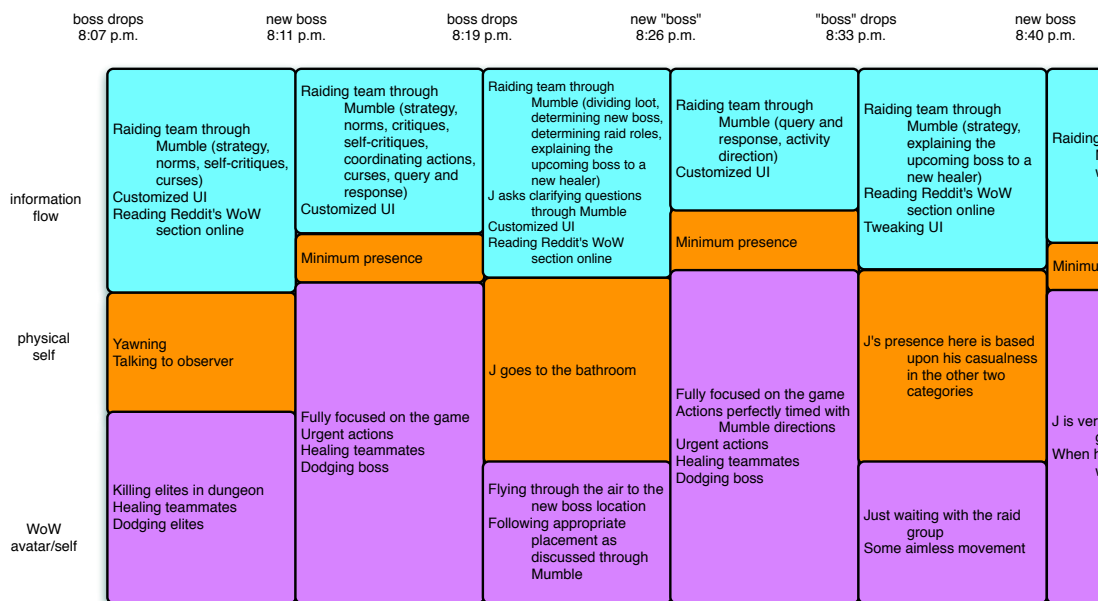 boss drops
8:07 p.m.
new boss
8:11 p.m.
boss drops
8:19 p.m.
new "boss"
8:26 p.m.
"boss" drops
8:33 p.m.
new boss
8:40 p.m.
information
flow
Raiding team through
Mumble (strategy,
norms, self-critiques,
curses)
Customized UI
Reading Reddit's WoW
section online
Raiding team through
Mumble (strategy,
norms, critiques,
self-critiques,
coordinating actions,
curses, query and
response)
Customized UI
Raiding team through
Mumble (dividing loot,
determining new boss,
determining raid roles,
explaining the
upcoming boss to a
new healer)
J asks clarifying questions
through Mumble
Customized UI
Reading Reddit's WoW
section online
Raiding team through
Mumble (query and
response, activity
direction)
Customized UI
Raiding team through
Mumble (strategy,
explaining the
upcoming boss to a
new healer)
Reading Reddit's WoW
section online
Tweaking UI
Raiding
physical
self
Yawning
Talking to observer
Minimum presence
J goes to the bathroom
Minimum presence
J's presence here is based
upon his casualness
in the other two
categories
WoW
avatar/self
Killing elites in dungeon
Healing teammates
Dodging elites
Fully focused on the game
Urgent actions
Healing teammates
Dodging boss
Flying through the air to the
new boss location
Following appropriate
placement as
discussed through
Mumble
Fully focused on the game
Actions perfectly timed with
Mumble directions
Urgent actions
Healing teammates
Dodging boss
Just waiting with the raid
group
Some aimless movement
J is
When